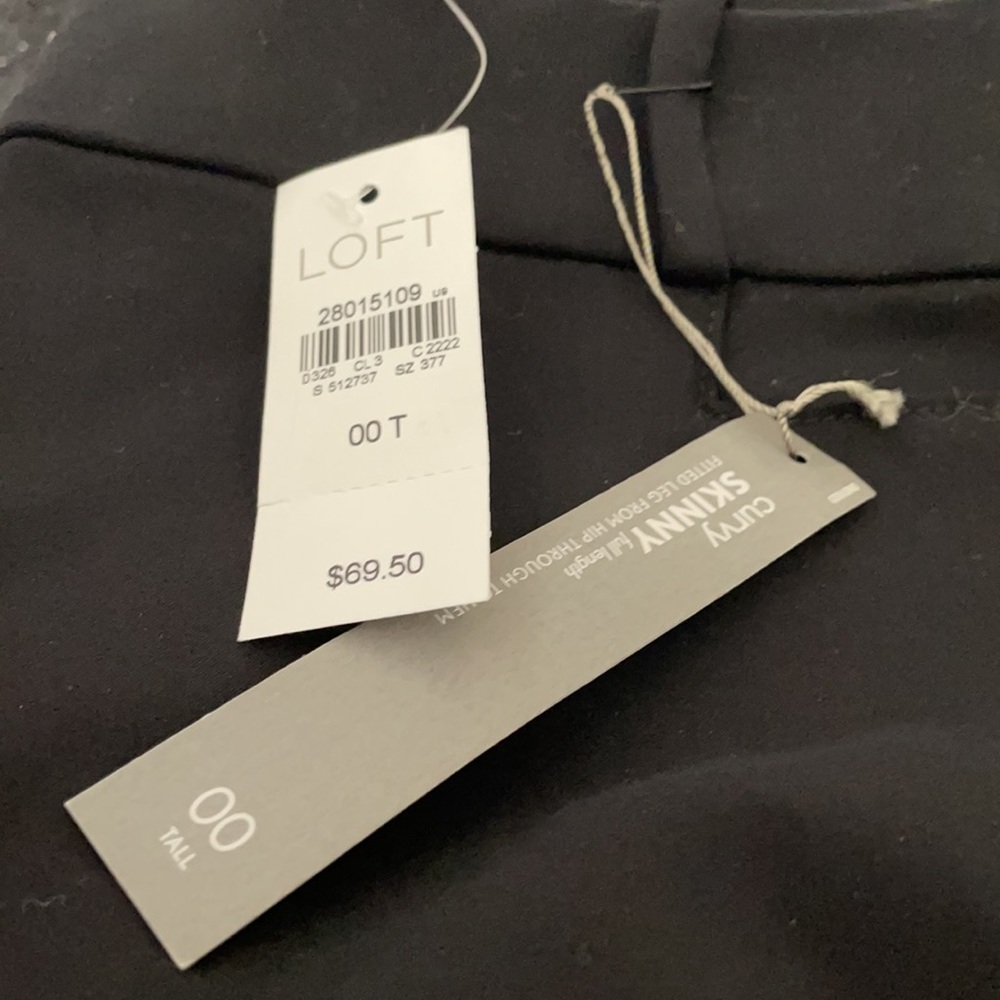 LOFT
28015109 US
D326 CL 3 C 2222
S 512737 SZ 377
00 T
$69.50
curvy
SKINNY full length
FITTED LEG FROM HIP THROUGH HEM
00
TALL